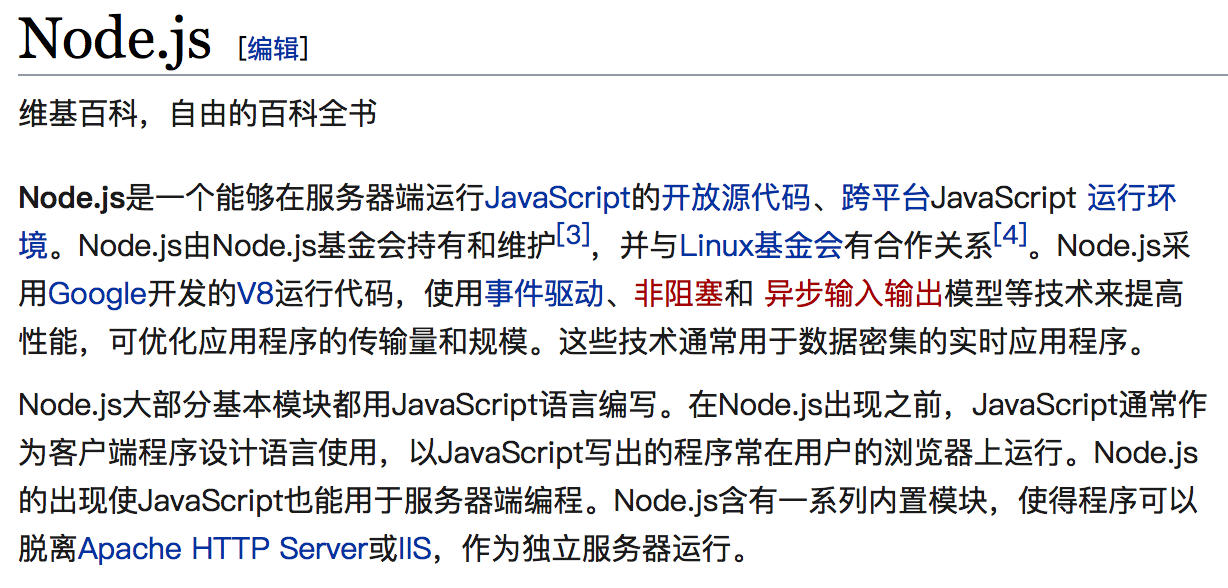 Node.js [编辑]
维基百科，自由的百科全书
Node.js是一个能够在服务器端运行JavaScript的开放源代码、跨平台JavaScript 运行环
境。Node.js由Node.js基金会持有和维护[3]，并与Linux基金会有合作关系[4]。Node.js采
用Google开发的V8运行代码，使用事件驱动、非阻塞和 异步输入输出模型等技术来提高
性能，可优化应用程序的传输量和规模。这些技术通常用于数据密集的实时应用程序。
Node.js大部分基本模块都用JavaScript语言编写。在Node.js出现之前，JavaScript通常作
为客户端程序设计语言使用，以JavaScript写出的程序常在用户的浏览器上运行。Node.js
的出现使JavaScript也能用于服务器端编程。Node.js含有一系列内置模块，使得程序可以
脱离Apache HTTP Server或IIS，作为独立服务器运行。